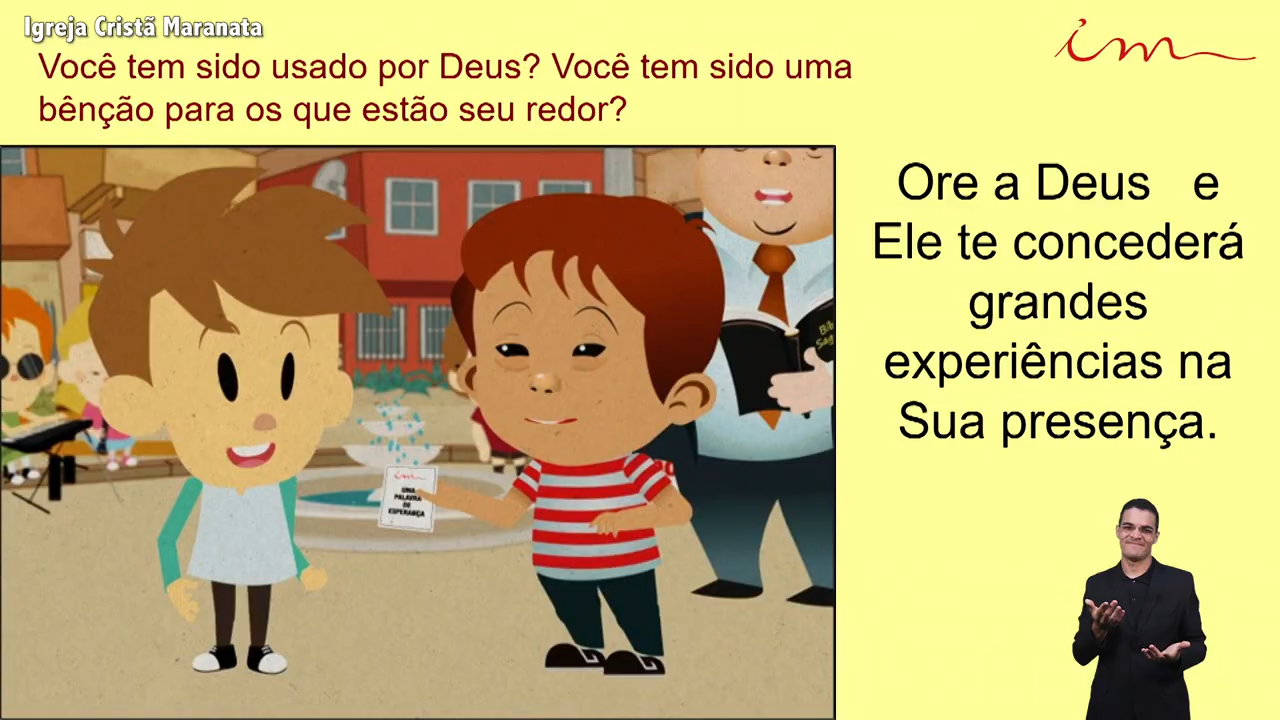 Igreja Cristã Maranata
Você tem sido usado por Deus? Você tem sido uma
bênção para os que estão seu redor?
Ore a Deus e
Ele te concederá
grandes
experiências na
Sua presença.
im
UMA
PALAVRA
DE
ESPERANÇA